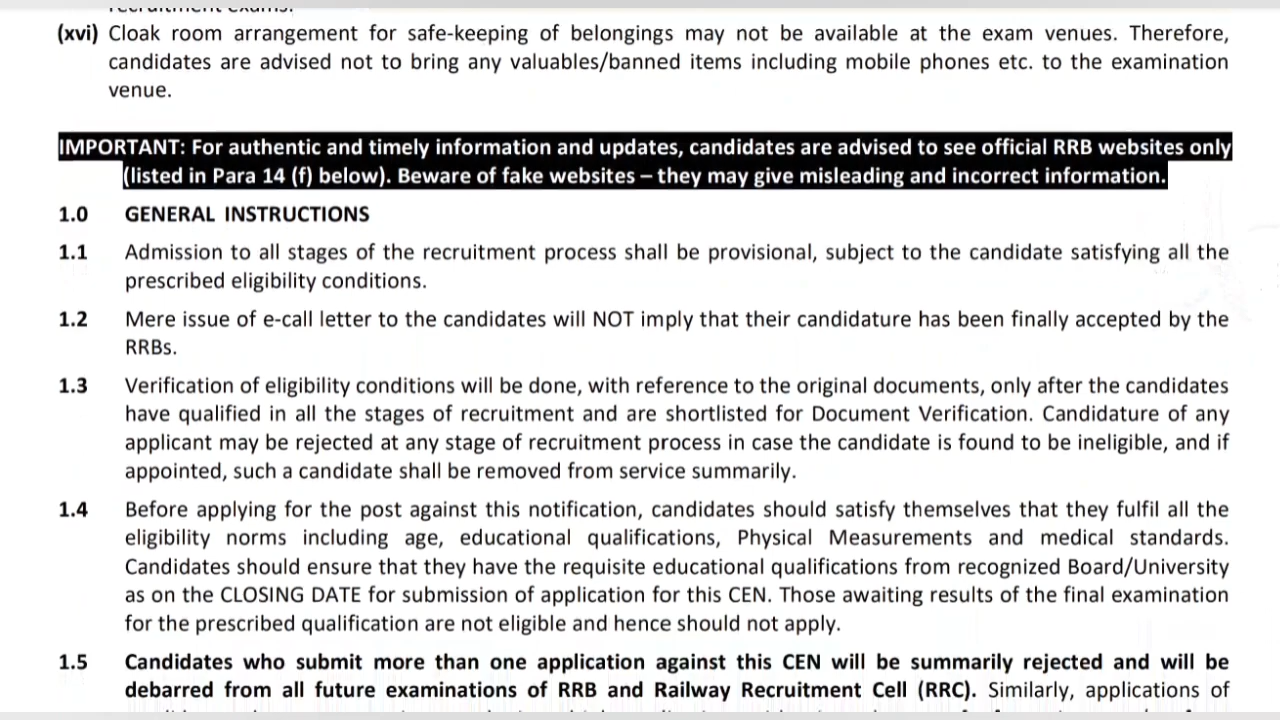 recruitment exams.
(xvi) Cloak room arrangement for safe-keeping of belongings may not be available at the exam venues. Therefore,
candidates are advised not to bring any valuables/banned items including mobile phones etc. to the examination
venue.
IMPORTANT: For authentic and timely information and updates, candidates are advised to see official RRB websites only
(listed in Para 14 (f) below). Beware of fake websites – they may give misleading and incorrect information.
1.0 GENERAL INSTRUCTIONS
1.1 Admission to all stages of the recruitment process shall be provisional, subject to the candidate satisfying all the
prescribed eligibility conditions.
1.2 Mere issue of e-call letter to the candidates will NOT imply that their candidature has been finally accepted by the
RRBs.
1.3 Verification of eligibility conditions will be done, with reference to the original documents, only after the candidates
have qualified in all the stages of recruitment and are shortlisted for Document Verification. Candidature of any
applicant may be rejected at any stage of recruitment process in case the candidate is found to be ineligible, and if
appointed, such a candidate shall be removed from service summarily.
1.4 Before applying for the post against this notification, candidates should satisfy themselves that they fulfil all the
eligibility norms including age, educational qualifications, Physical Measurements and medical standards.
Candidates should ensure that they have the requisite educational qualifications from recognized Board/University
as on the CLOSING DATE for submission of application for this CEN. Those awaiting results of the final examination
for the prescribed qualification are not eligible and hence should not apply.
1.5 Candidates who submit more than one application against this CEN will be summarily rejected and will be
debarred from all future examinations of RRB and Railway Recruitment Cell (RRC). Similarly, applications of